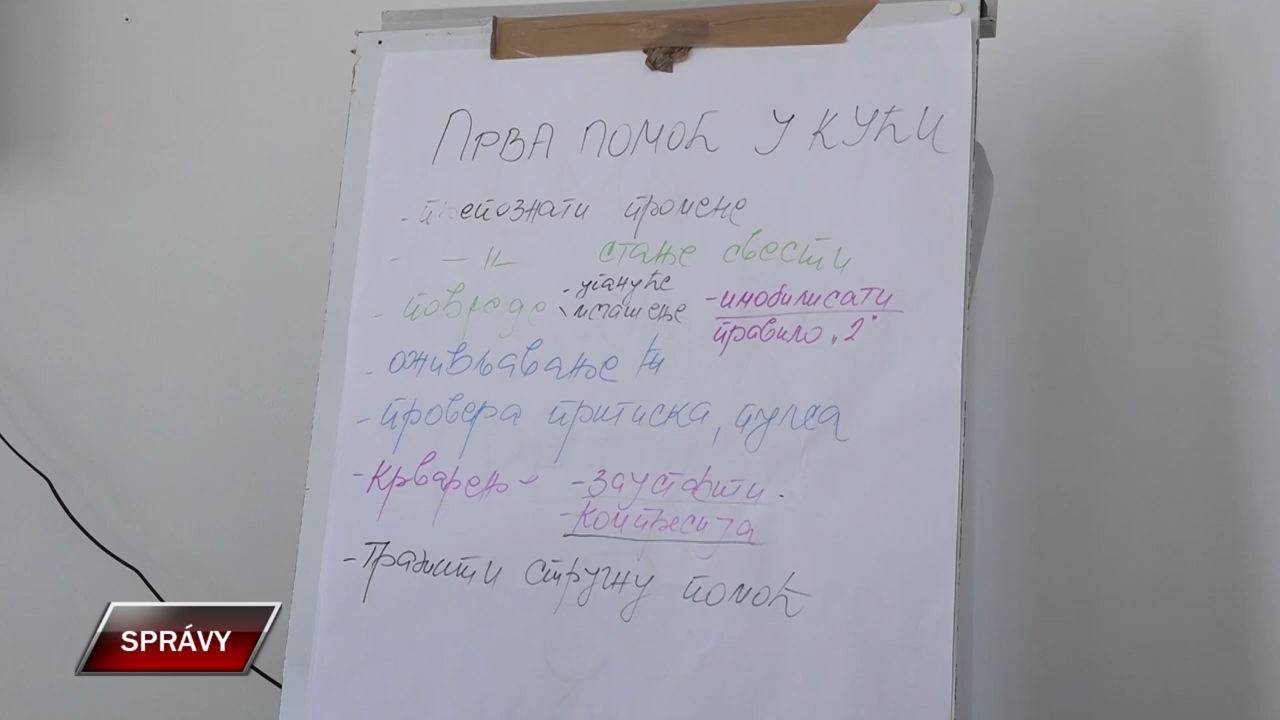 ПРВА ПОМОЋ У КУЋИ
- препознати промене
- –||– стање свести
- повреде - угануће
\ ишчашење
- имобилисати
правило „2"
- оживљавање
- провера притиска, пулса
- Крварење - зауставити.
- компресија
- Тражити стручну помоћ
SPRÁVY